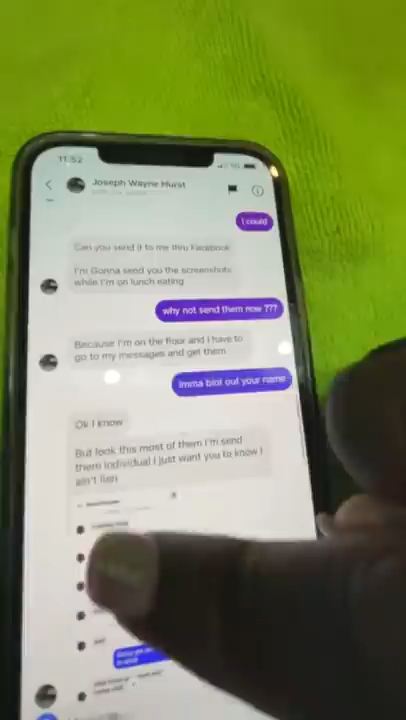 11:52
Joseph Wayne Hurst
I could
Can you send it to me thru Facebook
I'm Gonna send you the screenshots
while I'm on lunch eating
why not send them now ???
Because I'm on the floor and I have to
go to my messages and get them
Imma blot out your name
Ok I know
But look this most of them I'm send
them individual I just want you to know I
ain't lien